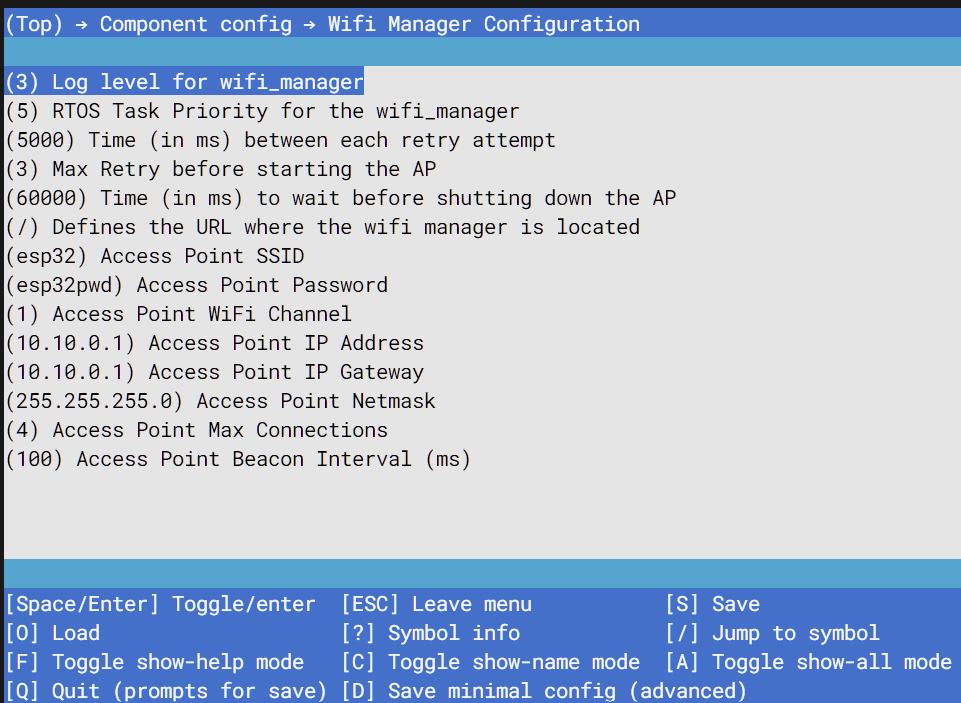 (Top) → Component config → Wifi Manager Configuration
(3) Log level for wifi_manager
(5) RTOS Task Priority for the wifi_manager
(5000) Time (in ms) between each retry attempt
(3) Max Retry before starting the AP
(60000) Time (in ms) to wait before shutting down the AP
(/) Defines the URL where the wifi manager is located
(esp32) Access Point SSID
(esp32pwd) Access Point Password
(1) Access Point WiFi Channel
(10.10.0.1) Access Point IP Address
(10.10.0.1) Access Point IP Gateway
(255.255.255.0) Access Point Netmask
(4) Access Point Max Connections
(100) Access Point Beacon Interval (ms)
[Space/Enter] Toggle/enter [ESC] Leave menu [S] Save
[O] Load [?] Symbol info [/] Jump to symbol
[F] Toggle show-help mode [C] Toggle show-name mode [A] Toggle show-all mode
[Q] Quit (prompts for save) [D] Save minimal config (advanced)